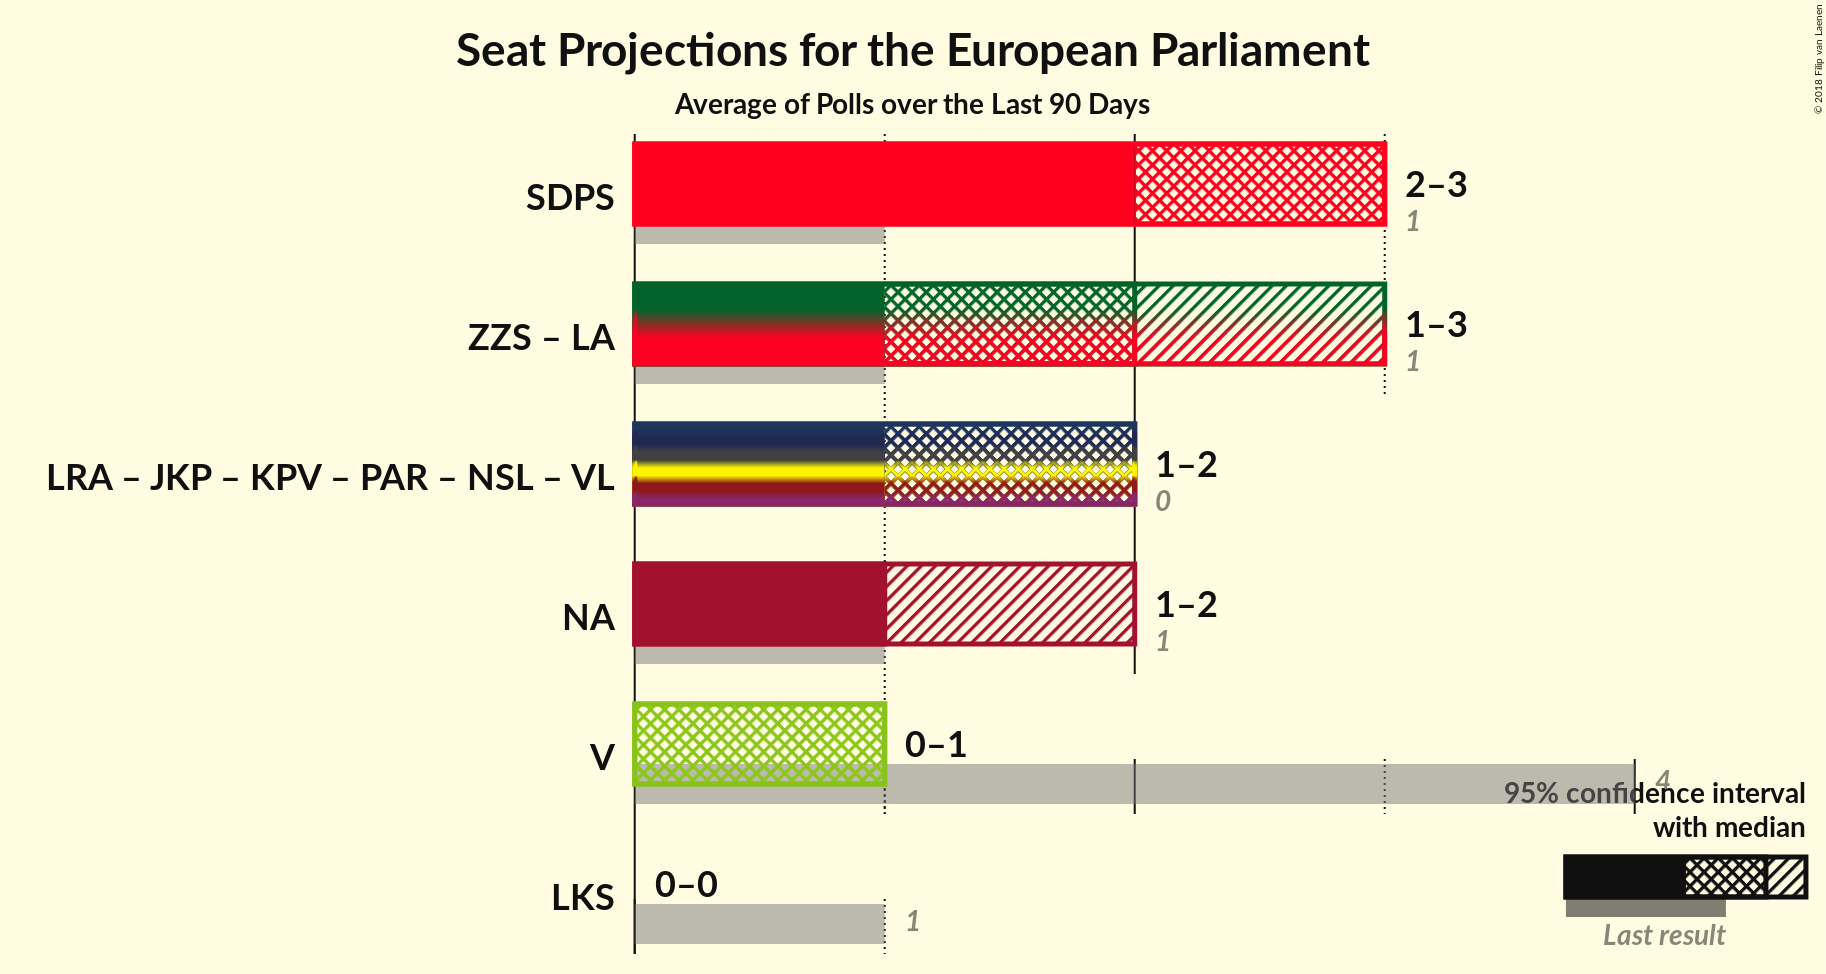 Seat Projections for the European Parliament
Average of Polls over the Last 90 Days
© 2018 Filip van Laenen
SDPS
2–3
1
ZZS – LA
1–3
1
LRA – JKP – KPV – PAR – NSL – VL
1–2
0
NA
1–2
1
V
0–1
4
LKS
0–0
1
95% confidence interval
with median
Last result